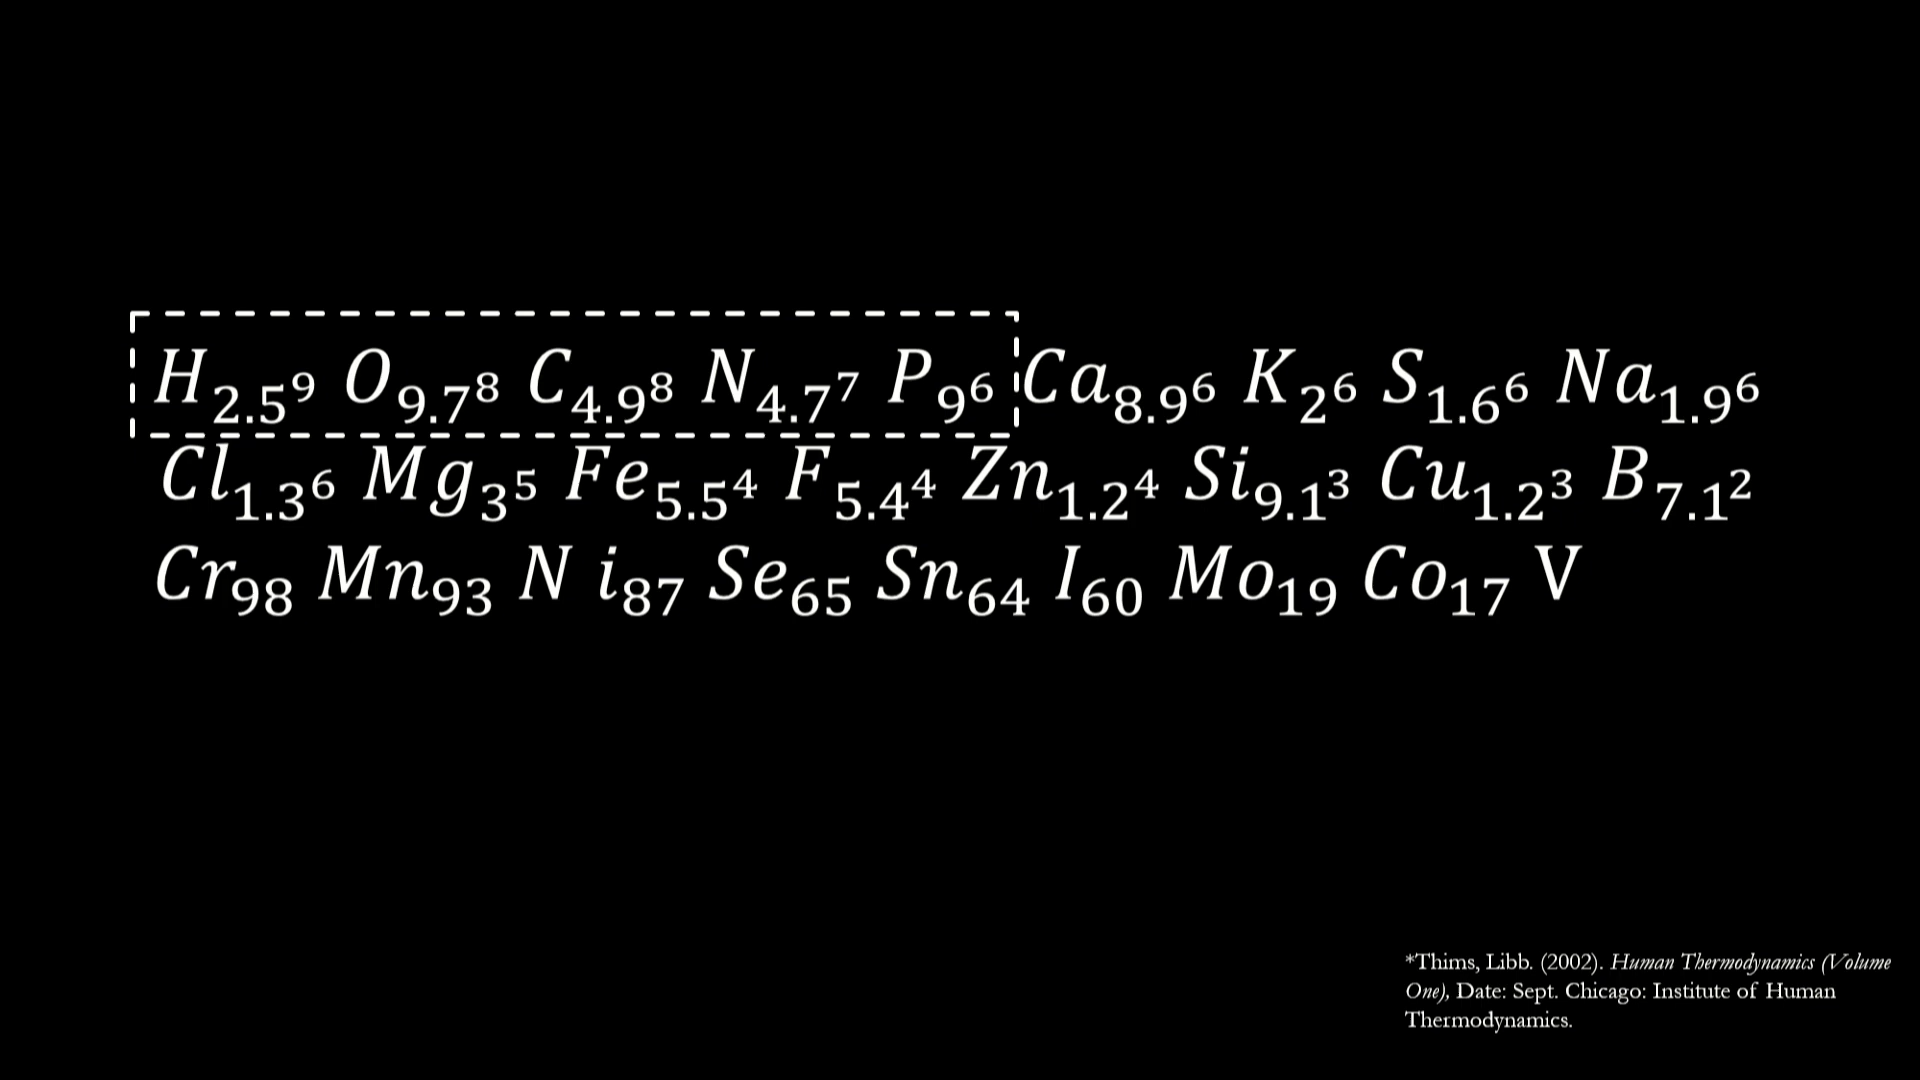 H₂.₅⁹ O₉.₇⁸ C₄.₉⁸ N₄.₇⁷ P₉⁶ Ca₈.₉⁶ K₂⁶ S₁.₆⁶ Na₁.₉⁶
Cl₁.₃⁶ Mg₃⁵ Fe₅.₅⁴ F₅.₄⁴ Zn₁.₂⁴ Si₉.₁³ Cu₁.₂³ B₇.₁²
Cr₉₈ Mn₉₃ N i₈₇ Se₆₅ Sn₆₄ I₆₀ Mo₁₉ Co₁₇ V
*Thims, Libb. (2002). Human Thermodynamics (Volume
One), Date: Sept. Chicago: Institute of Human
Thermodynamics.